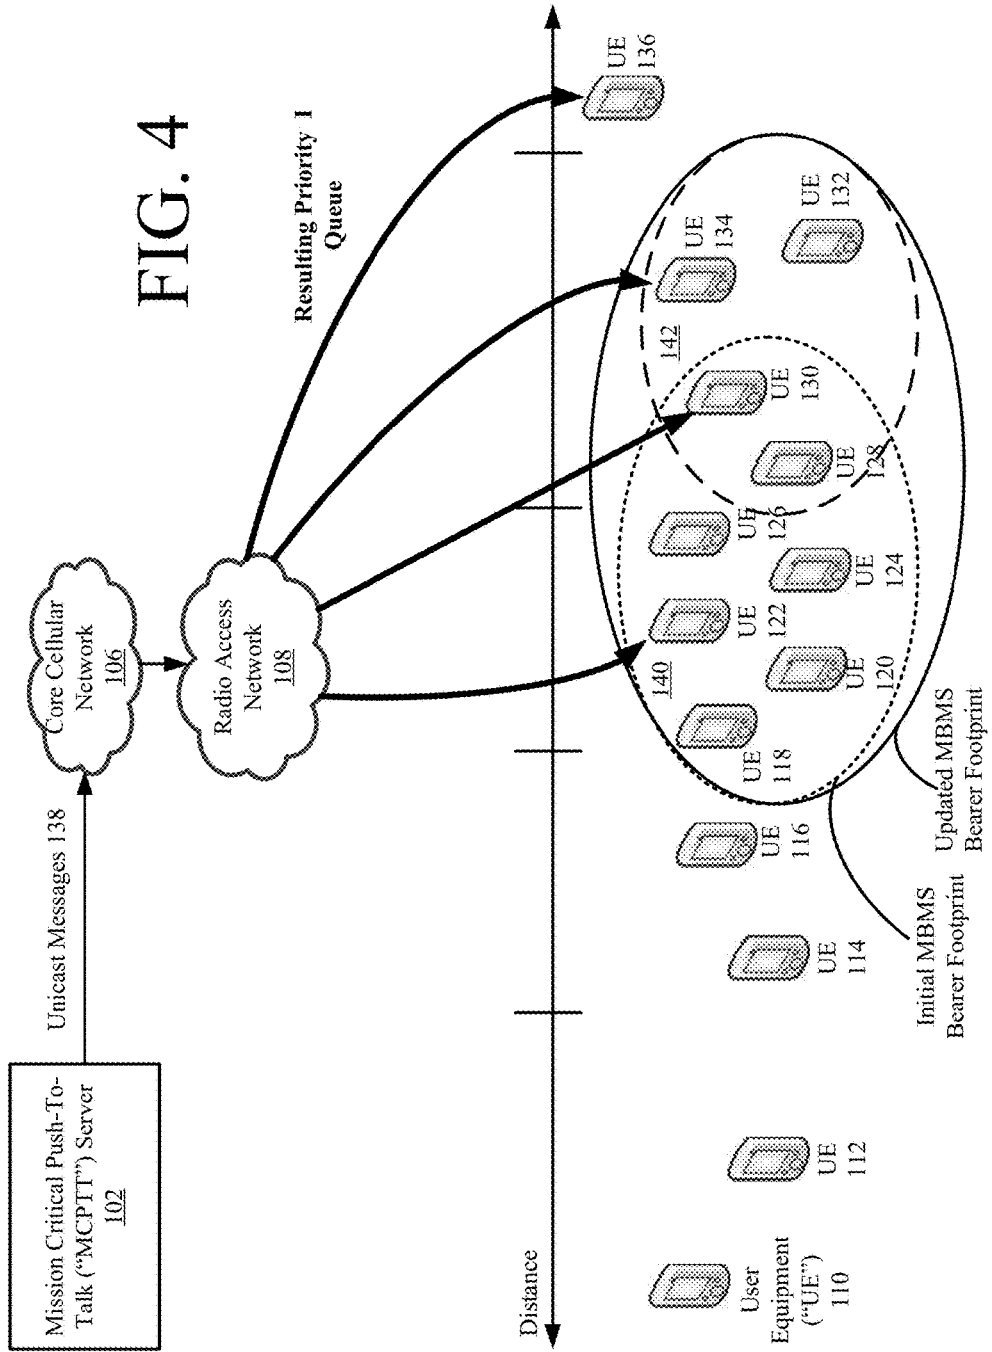 FIG. 4
Mission Critical Push-To-
Talk (“MCPTT”) Server
102
Unicast Messages 138
Core Cellular
Network
106
Radio Access
Network
108
Resulting Priority 1
Queue
Distance
User
Equipment
(“UE”)
110
UE
112
UE
114
UE
116
UE
118
UE
120
140
UE
122
UE
124
UE
126
UE
128
UE
130
142
UE
134
UE
132
UE
136
Initial MBMS
Bearer Footprint
Updated MBMS
Bearer Footprint